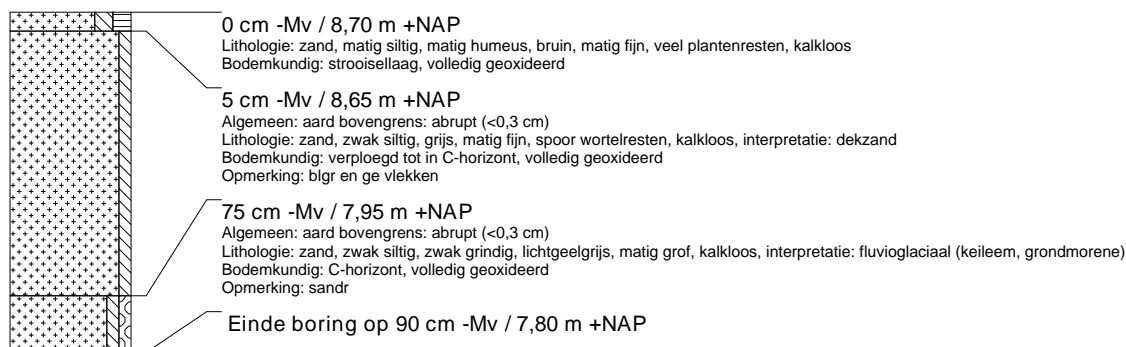 0 cm -Mv / 8,70 m +NAP
Lithologie: zand, matig siltig, matig humeus, bruin, matig fijn, veel plantenresten, kalkloos
Bodemkundig: strooisellaag, volledig geoxideerd
5 cm -Mv / 8,65 m +NAP
Algemeen: aard bovengrens: abrupt (<0,3 cm)
Lithologie: zand, zwak siltig, grijs, matig fijn, spoor wortelresten, kalkloos, interpretatie: dekzand
Bodemkundig: verploegd tot in C-horizont, volledig geoxideerd
Opmerking: blgr en ge vlekken
75 cm -Mv / 7,95 m +NAP
Algemeen: aard bovengrens: abrupt (<0,3 cm)
Lithologie: zand, zwak siltig, zwak grindig, lichtgeelgrijs, matig grof, kalkloos, interpretatie: fluvioglaciaal (keileem, grondmorene)
Bodemkundig: C-horizont, volledig geoxideerd
Opmerking: sandr
Einde boring op 90 cm -Mv / 7,80 m +NAP